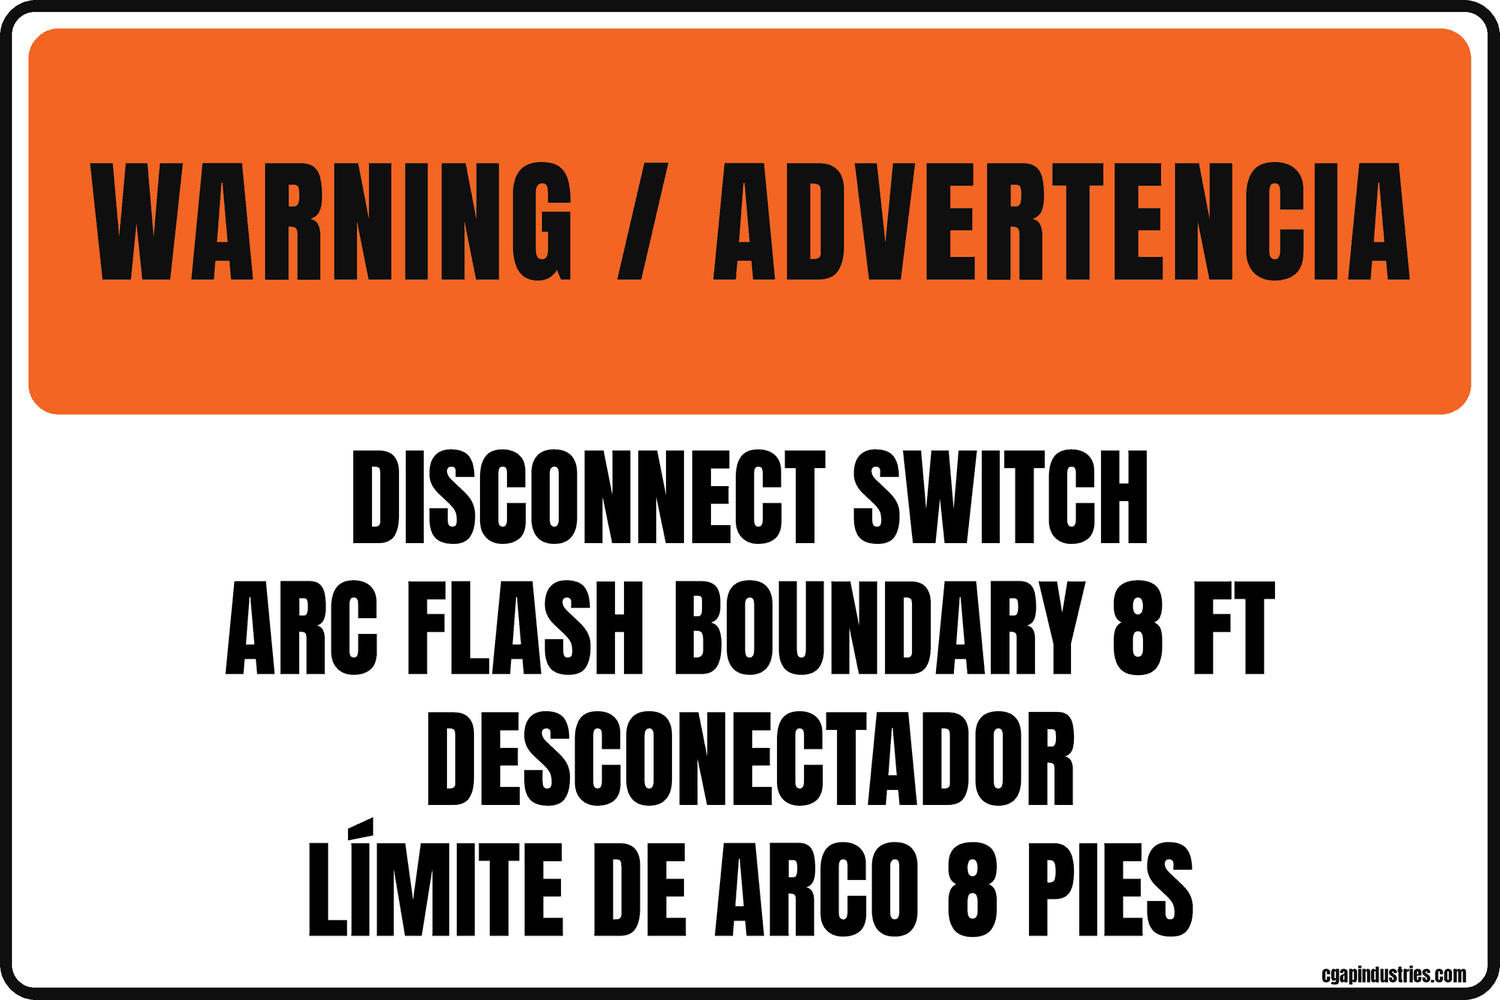 WARNING / ADVERTENCIA
DISCONNECT SWITCH
ARC FLASH BOUNDARY 8 FT
DESCONECTADOR
LÍMITE DE ARCO 8 PIES
cgapindustries.com